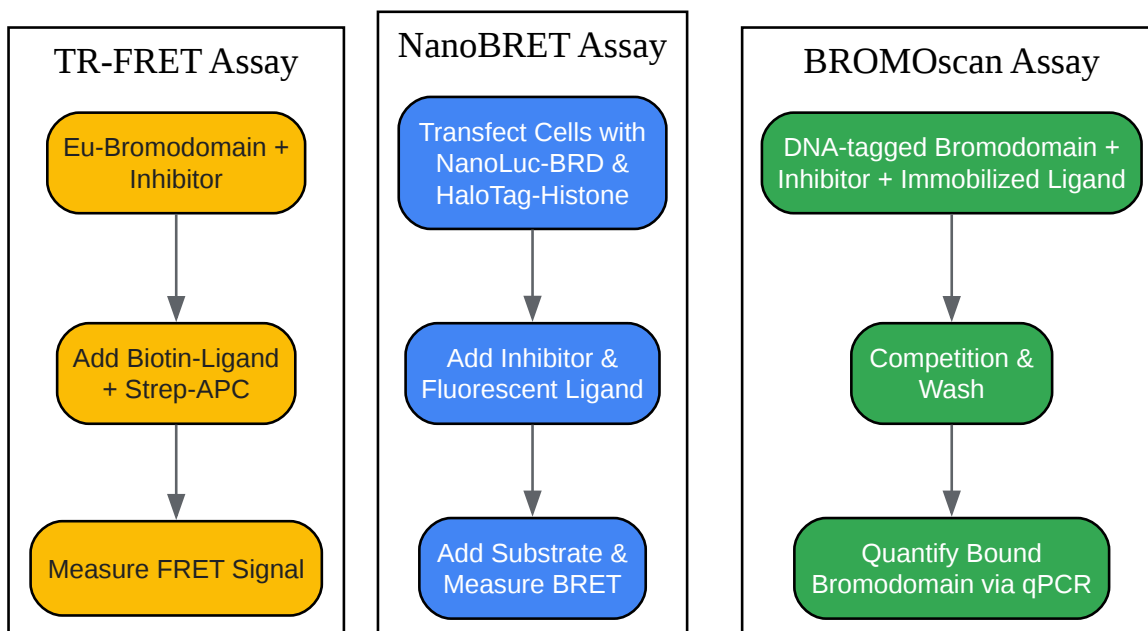 TR-FRET Assay
Eu-Bromodomain +
Inhibitor
Add Biotin-Ligand
+ Strep-APC
Measure FRET Signal
NanoBRET Assay
Transfect Cells with
NanoLuc-BRD &
HaloTag-Histone
Add Inhibitor &
Fluorescent Ligand
Add Substrate &
Measure BRET
BROMOscan Assay
DNA-tagged Bromodomain +
Inhibitor + Immobilized Ligand
Competition &
Wash
Quantify Bound
Bromodomain via qPCR